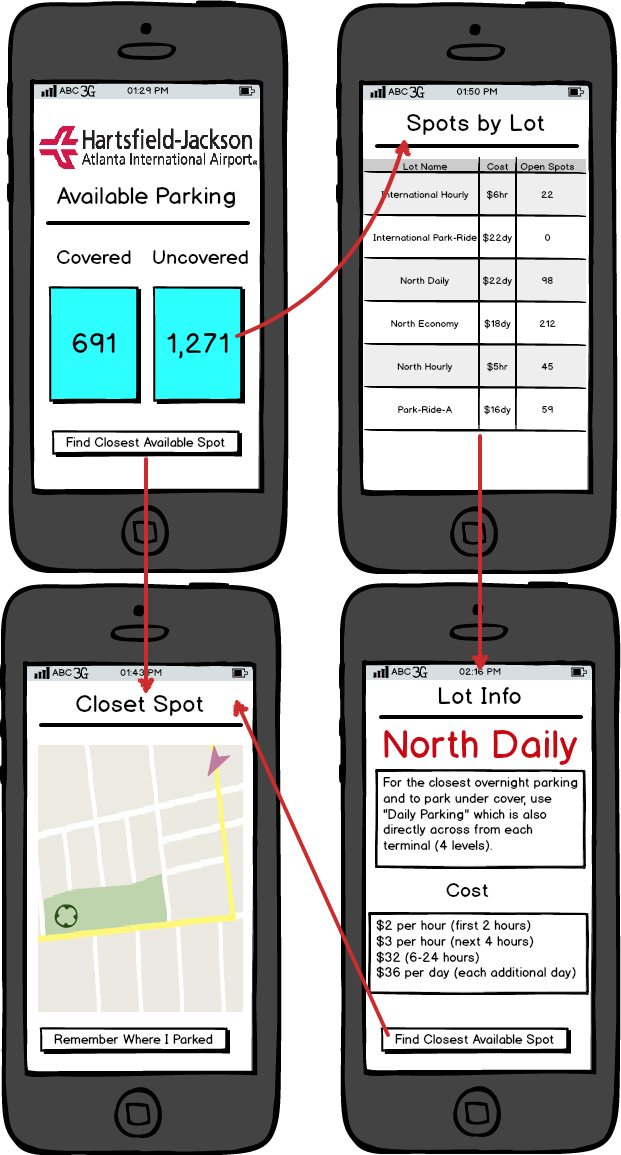 ABC 3G 01:29 PM
Hartsfield-Jackson
Atlanta International Airport®
Available Parking
Covered Uncovered
691 1,271
Find Closest Available Spot
ABC 3G 01:50 PM
Spots by Lot
Lot Name Cost Open Spots
International Hourly $6hr 22
International Park-Ride $22dy 0
North Daily $22dy 98
North Economy $18dy 212
North Hourly $5hr 45
Park-Ride-A $16dy 59
ABC 3G 01:43 PM
Closet Spot
Remember Where I Parked
ABC 3G 02:16 PM
Lot Info
North Daily
For the closest overnight parking
and to park under cover, use
"Daily Parking" which is also
directly across from each
terminal (4 levels).
Cost
$2 per hour (first 2 hours)
$3 per hour (next 4 hours)
$32 (6-24 hours)
$36 per day (each additional day)
Find Closest Available Spot